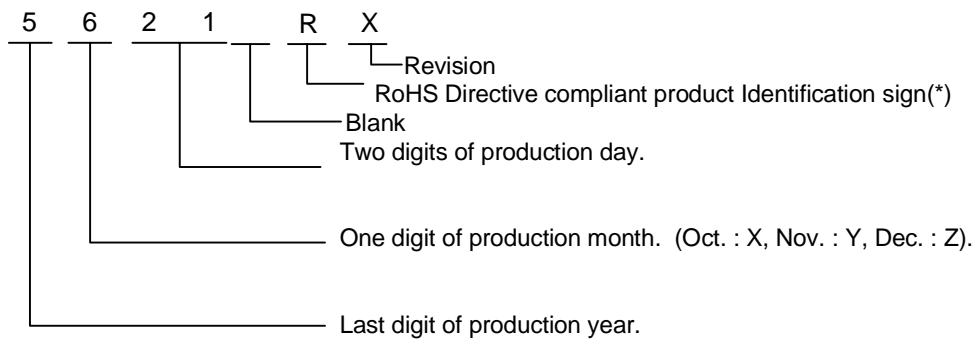 5 6 2 1 R X
Revision
RoHS Directive compliant product Identification sign(*)
Blank
Two digits of production day.
One digit of production month. (Oct. : X, Nov. : Y, Dec. : Z).
Last digit of production year.